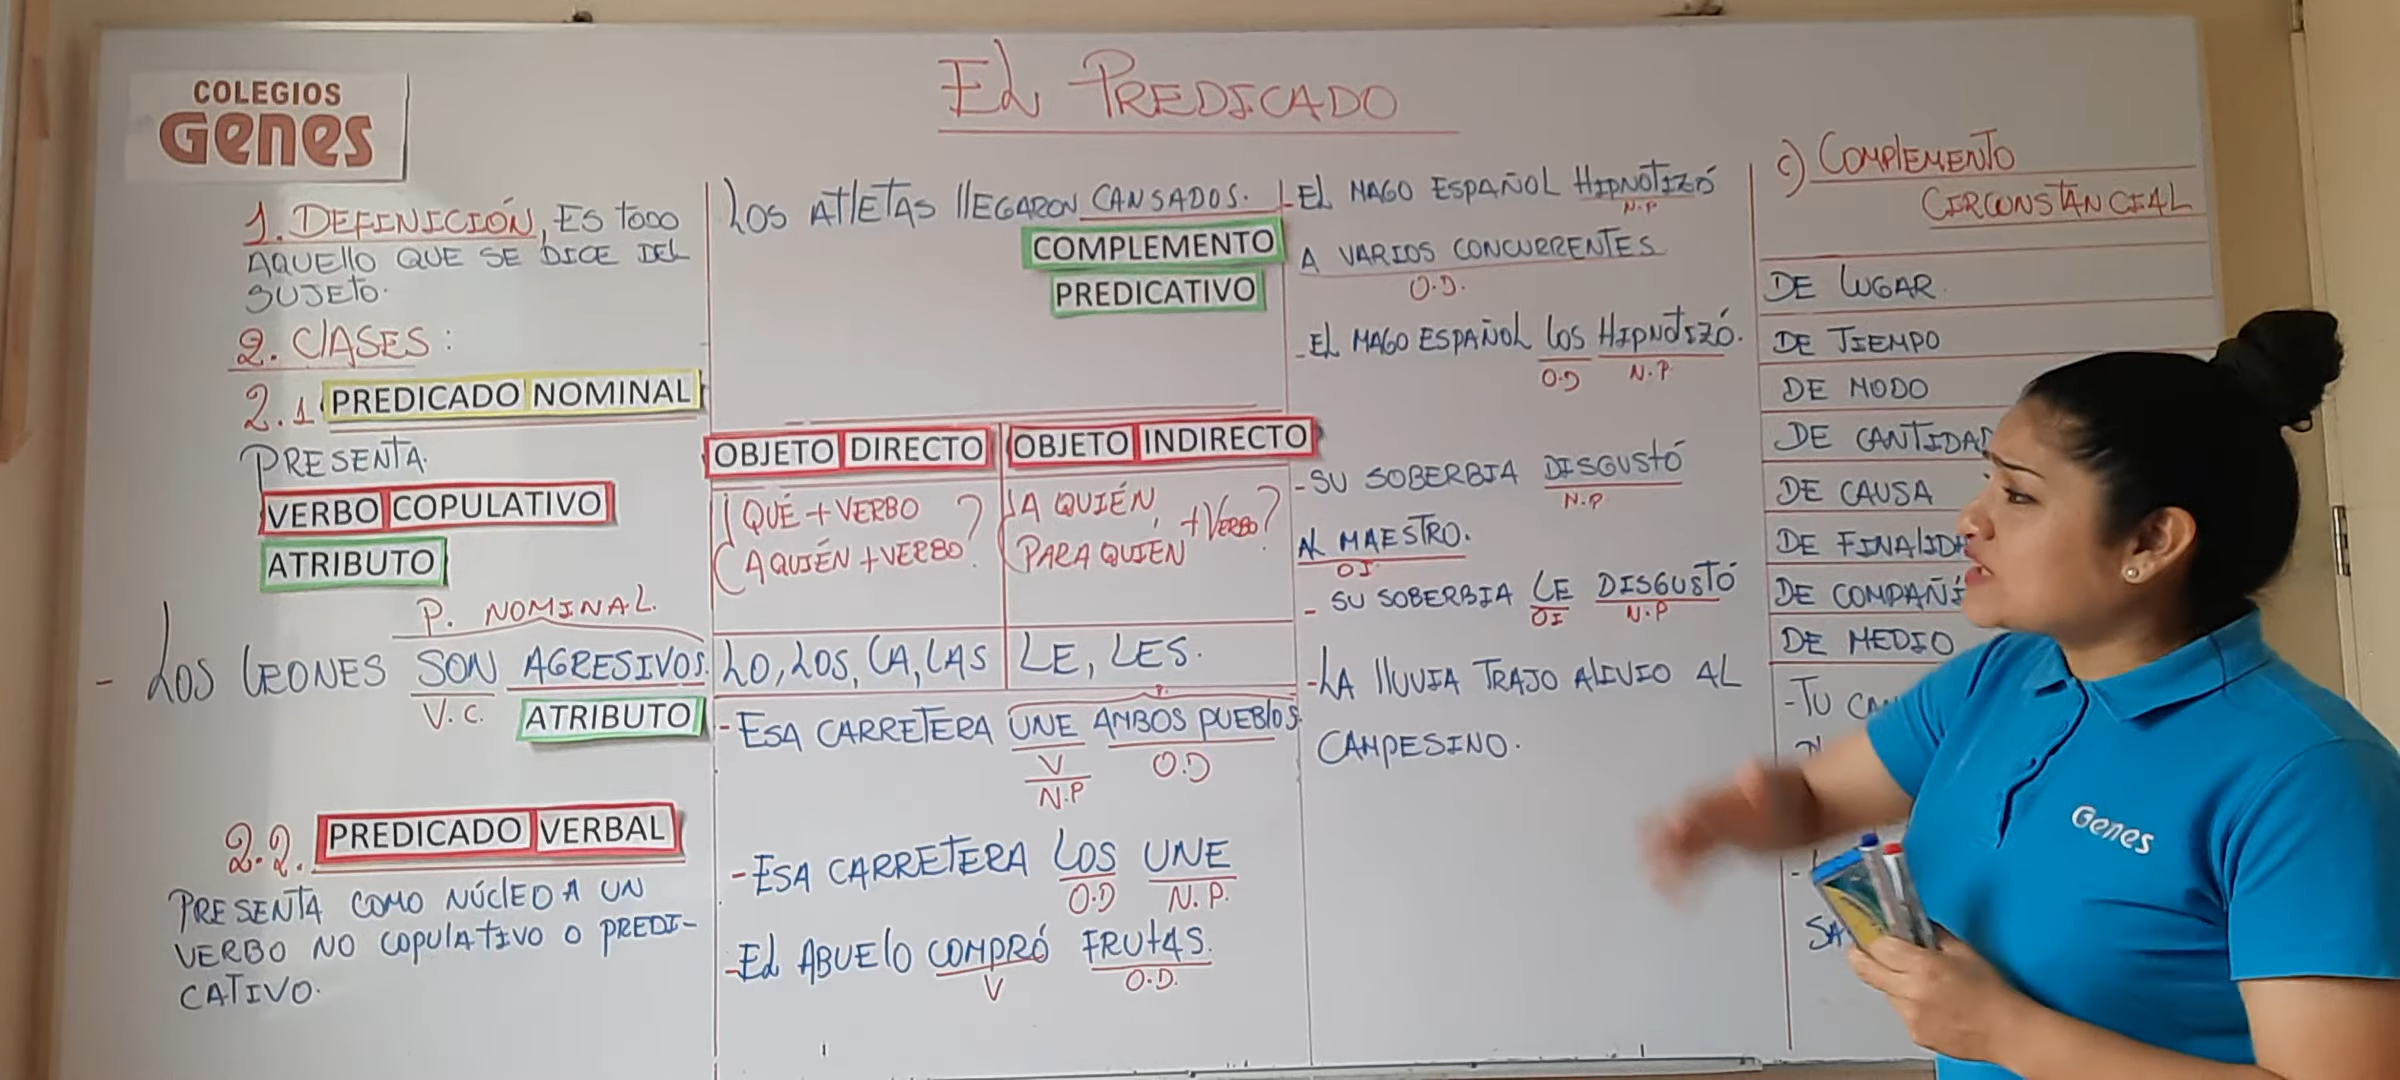 COLEGIOS
Genes
EL PREDICADO
1. DEFINICIÓN, ES TODO
AQUELLO QUE SE DICE DEL
SUJETO.
2. CLASES:
2.1 PREDICADO NOMINAL
PRESENTA
VERBO COPULATIVO
ATRIBUTO
P. NOMINAL.
- LOS LEONES SON AGRESIVOS.
V.C. ATRIBUTO
2.2. PREDICADO VERBAL
PRESENTA COMO NÚCLEO A UN
VERBO NO COPULATIVO O PREDI-
CATIVO.
LOS ATLETAS LLEGARON CANSADOS.
COMPLEMENTO
PREDICATIVO
OBJETO DIRECTO OBJETO INDIRECTO
¿QUÉ + VERBO?
¿A QUIÉN + VERBO?
¿A QUIÉN,
PARA QUIÉN + VERBO?
LO, LOS, LA, LAS LE, LES.
P.
- ESA CARRETERA UNE AMBOS PUEBLOS.
V O.D
N.P
- ESA CARRETERA LOS UNE
O.D N.P.
- EL ABUELO COMPRÓ FRUTAS.
V O.D.
- EL MAGO ESPAÑOL HIPNOTIZÓ
N.P
A VARIOS CONCURRENTES
O.D.
- EL MAGO ESPAÑOL LOS HIPNOTIZÓ.
O.D N.P.
- SU SOBERBIA DISGUSTÓ
N.P
AL MAESTRO.
OI
- SU SOBERBIA LE DISGUSTÓ
OI N.P
- LA LLUVIA TRAJO ALIVIO AL
CAMPESINO.
C) COMPLEMENTO
CIRCUNSTANCIAL
DE LUGAR.
DE TIEMPO
DE MODO
DE CANTIDAD
DE CAUSA
DE FINALIDA
DE COMPAÑÍ
DE MEDIO
- TU CA
SA
Genes